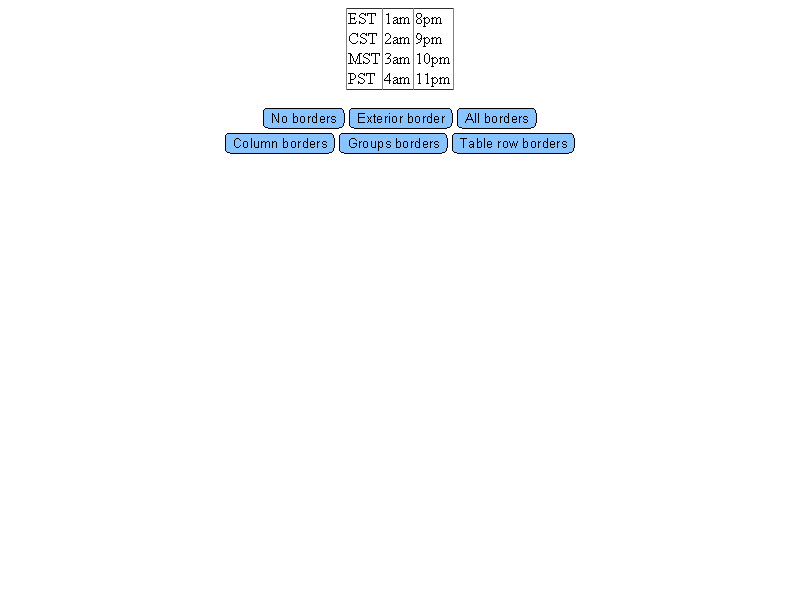 EST 1am 8pm
CST 2am 9pm
MST 3am 10pm
PST 4am 11pm
No borders Exterior border All borders
Column borders Groups borders Table row borders